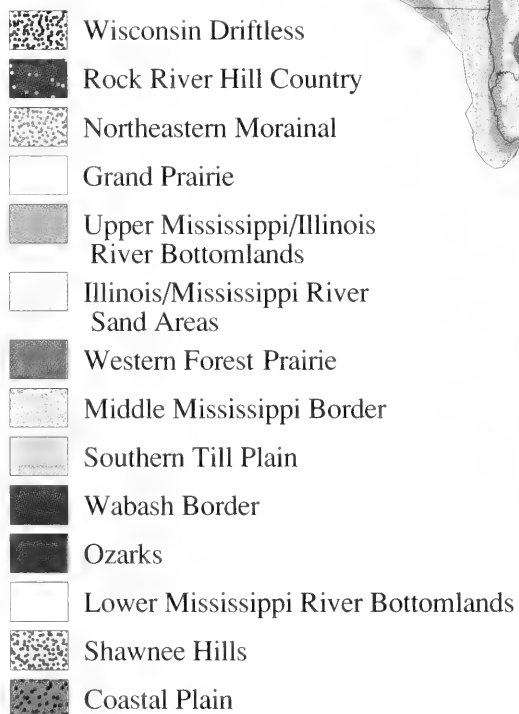 Wisconsin Driftless
Rock River Hill Country
Northeastern Morainal
Grand Prairie
Upper Mississippi/Illinois
River Bottomlands
Illinois/Mississippi River
Sand Areas
Western Forest Prairie
Middle Mississippi Border
Southern Till Plain
Wabash Border
Ozarks
Lower Mississippi River Bottomlands
Shawnee Hills
Coastal Plain